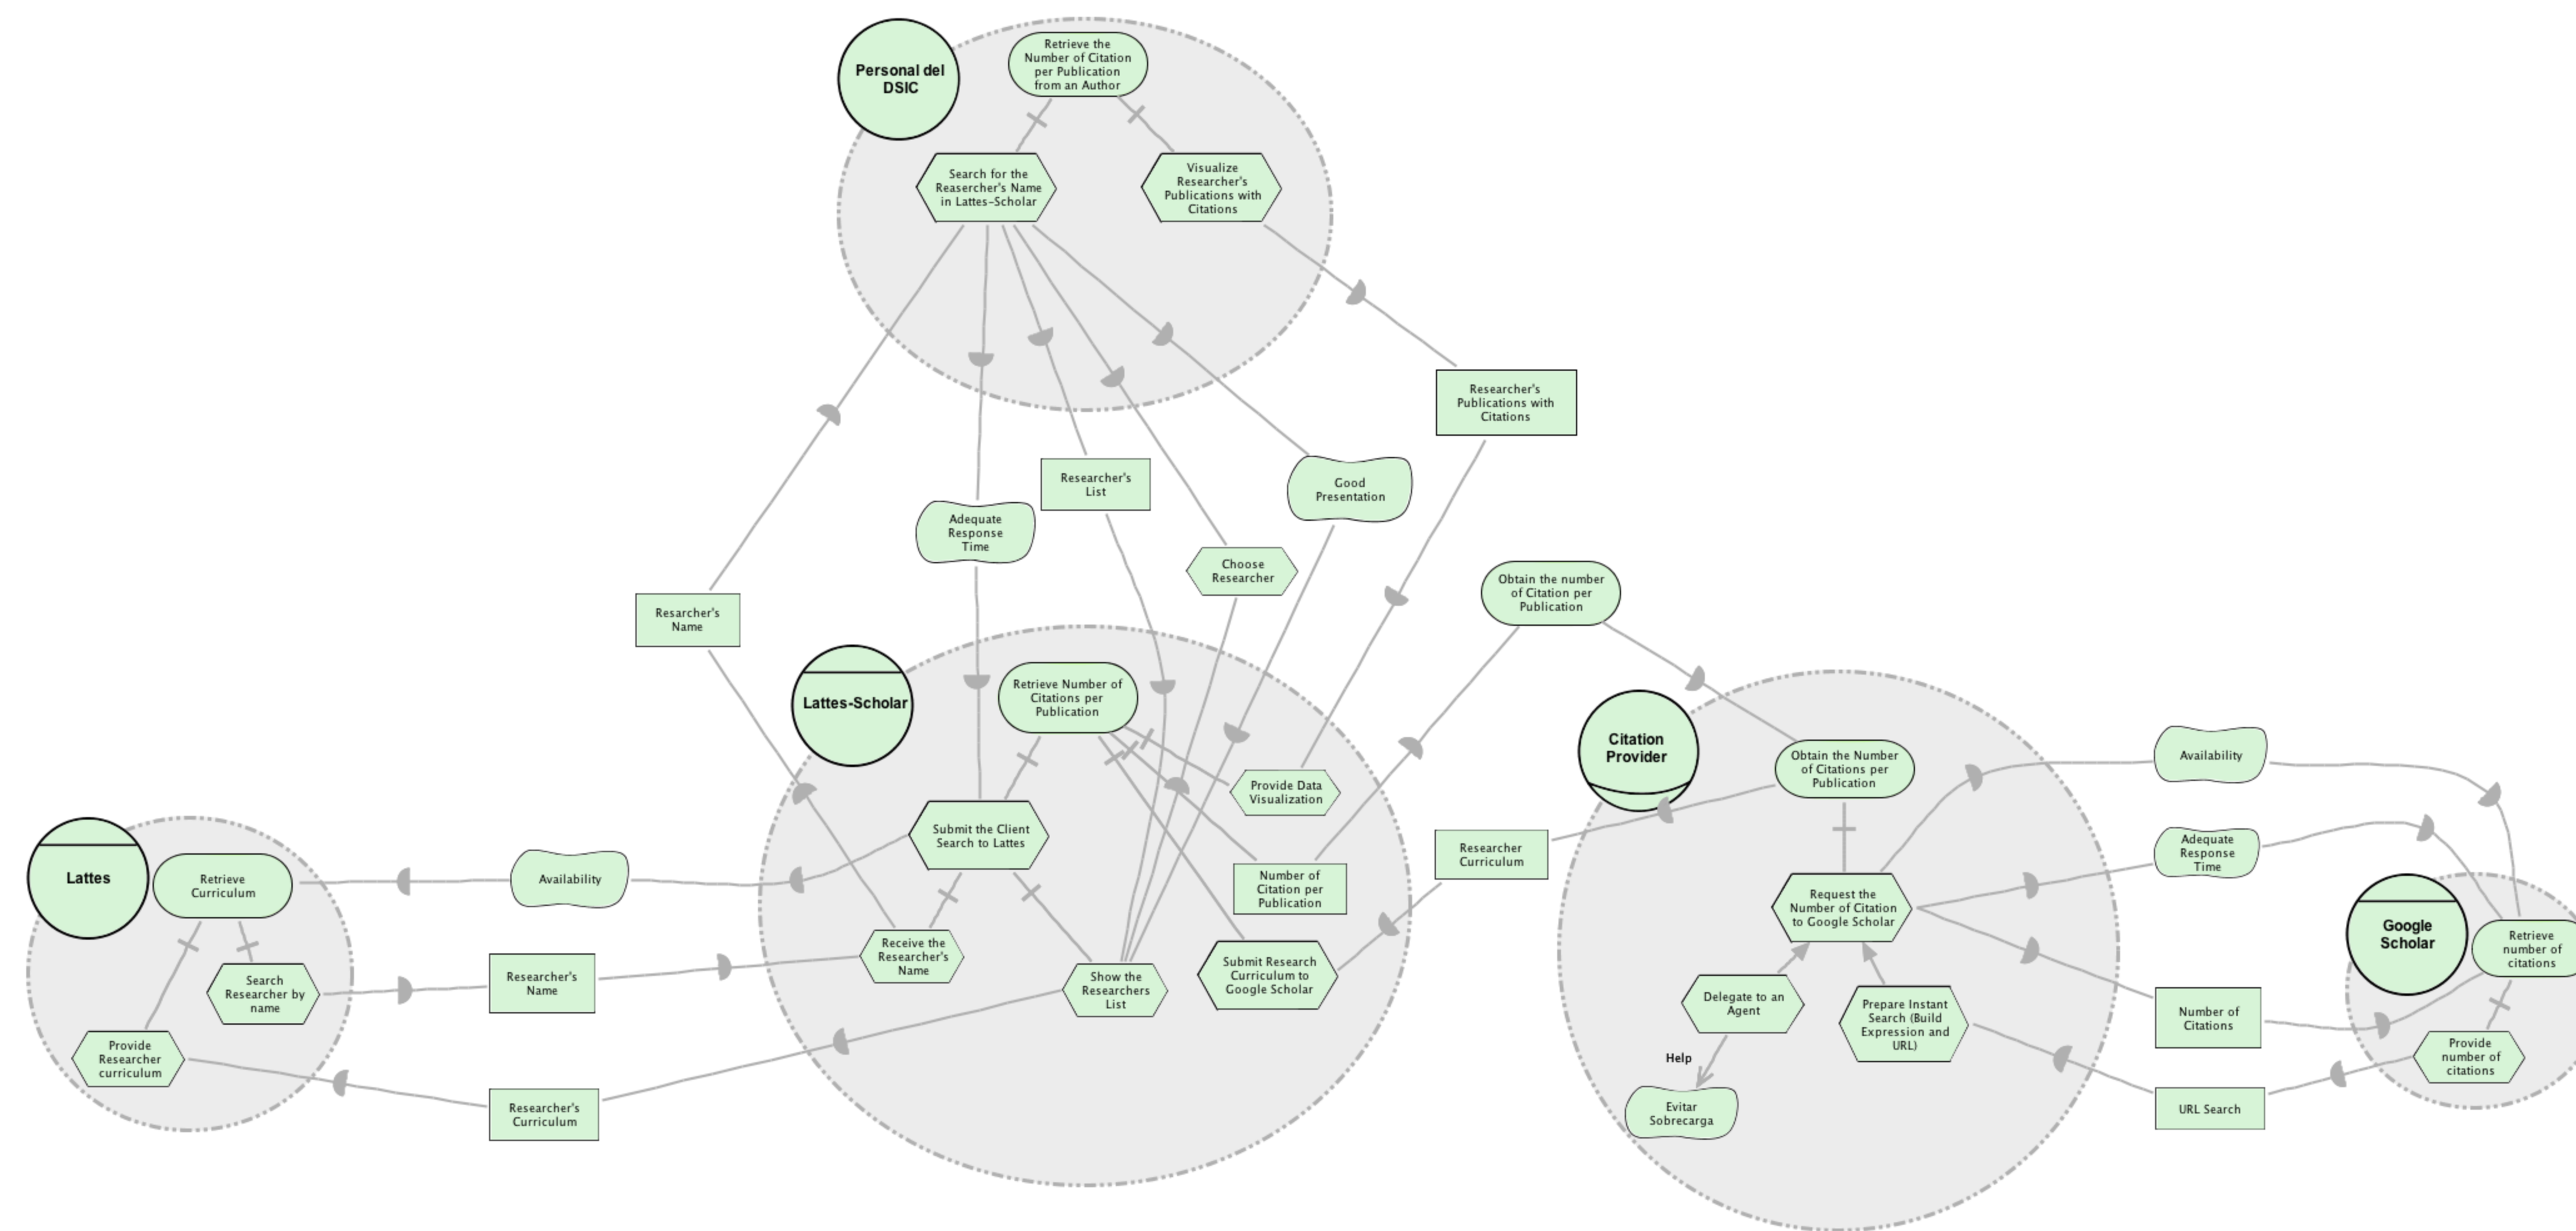 Personal del
DSIC
Retrieve the
Number of Citation
per Publication
from an Author
Search for the
Reasercher's Name
in Lattes-Scholar
Visualize
Researcher's
Publications with
Citations
Researcher's
Publications with
Citations
Researcher's
List
Good
Presentation
Adequate
Response
Time
Choose
Researcher
Obtain the number
of Citation per
Publication
Resarcher's
Name
Lattes-Scholar
Retrieve Number of
Citations per
Publication
Provide Data
Visualization
Submit the Client
Search to Lattes
Number of
Citation per
Publication
Receive the
Researcher's
Name
Show the
Researchers
List
Submit Research
Curriculum to
Google Scholar
Researcher
Curriculum
Lattes
Retrieve
Curriculum
Availability
Search
Researcher by
name
Researcher's
Name
Provide
Researcher
curriculum
Researcher's
Curriculum
Citation
Provider
Obtain the Number
of Citations per
Publication
Request the
Number of Citation
to Google Scholar
Delegate to an
Agent
Prepare Instant
Search (Build
Expression and
URL)
Help
Evitar
Sobrecarga
Availability
Adequate
Response
Time
Number of
Citations
URL Search
Google
Scholar
Retrieve
number of
citations
Provide
number of
citations